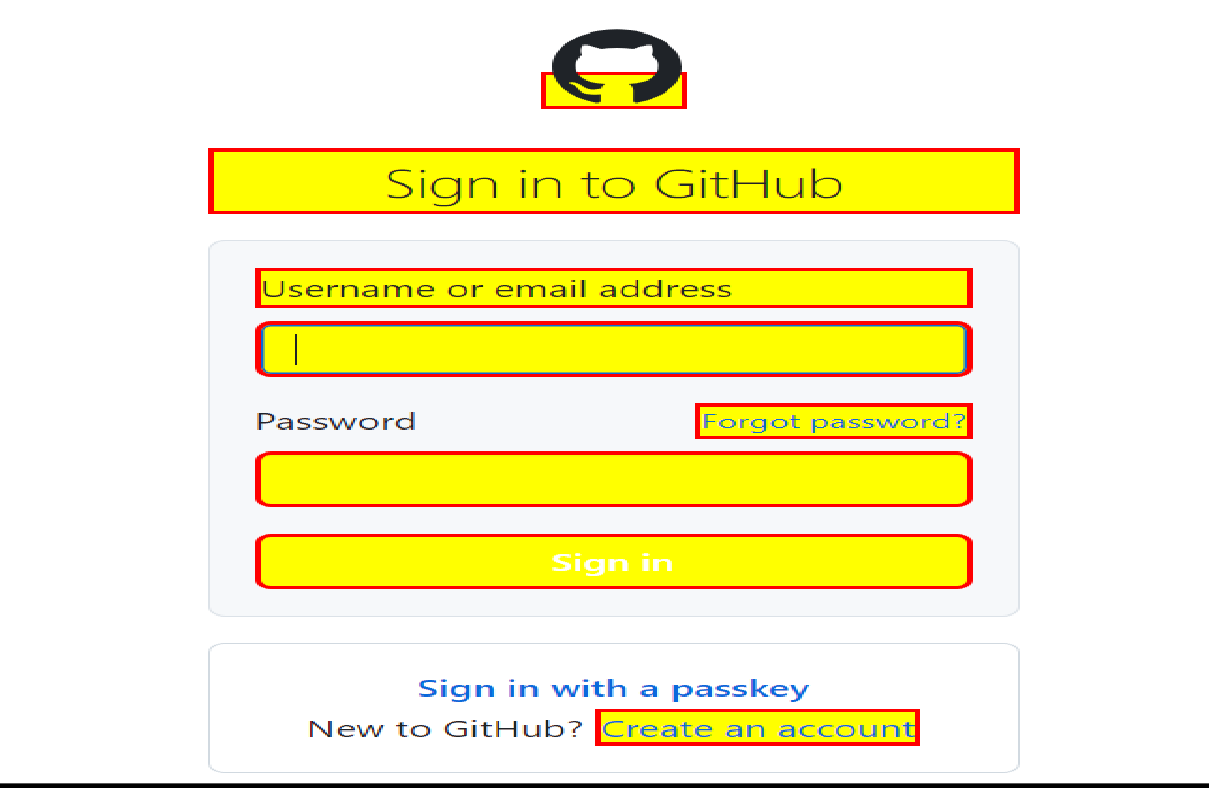 Sign in to GitHub
Username or email address
Password Forgot password?
Sign in
Sign in with a passkey
New to GitHub? Create an account